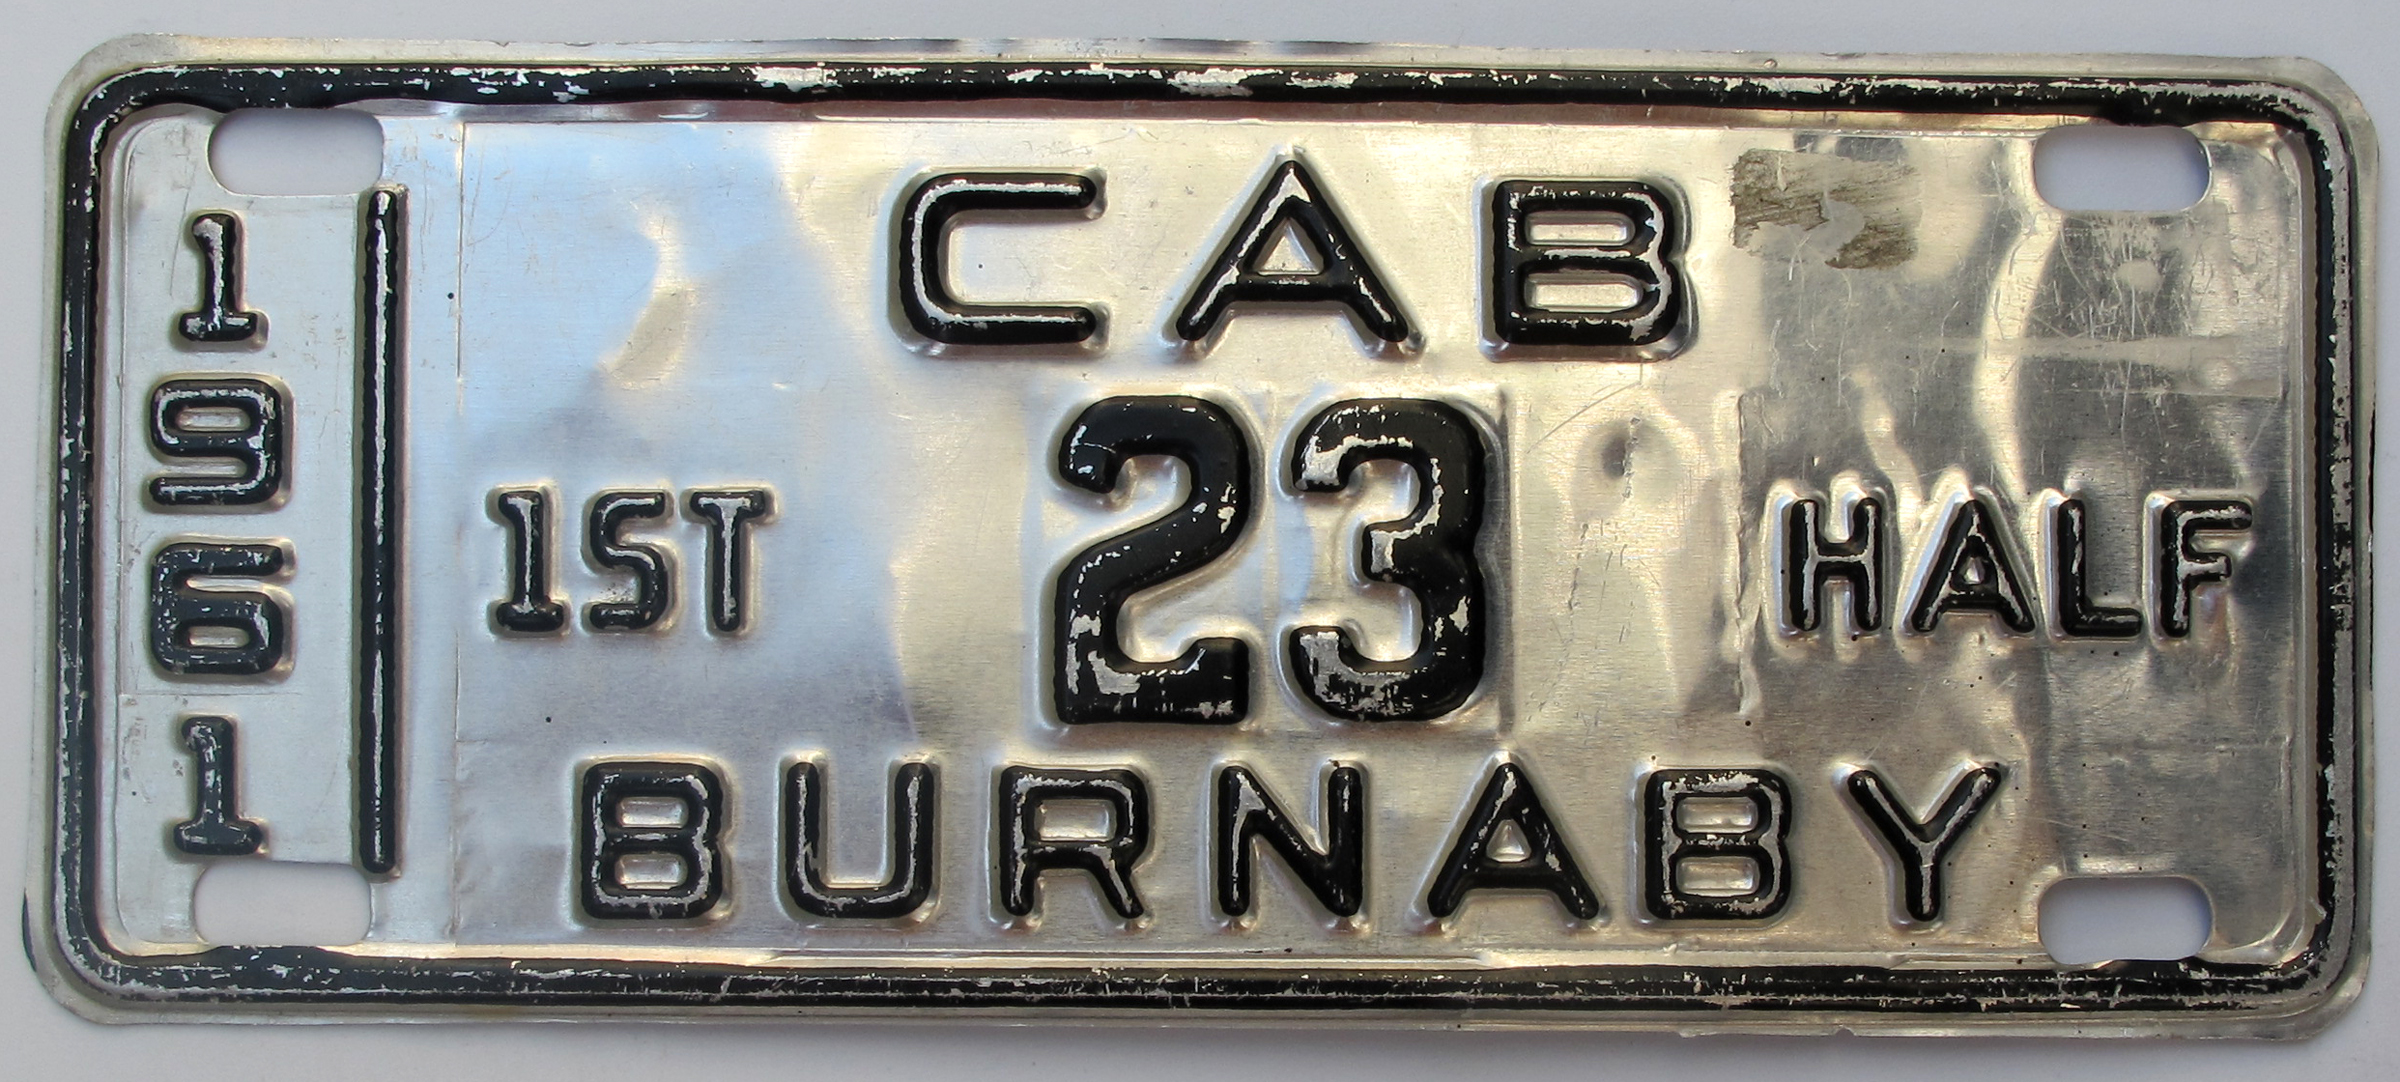 1961
CAB
1ST 23 HALF
BURNABY